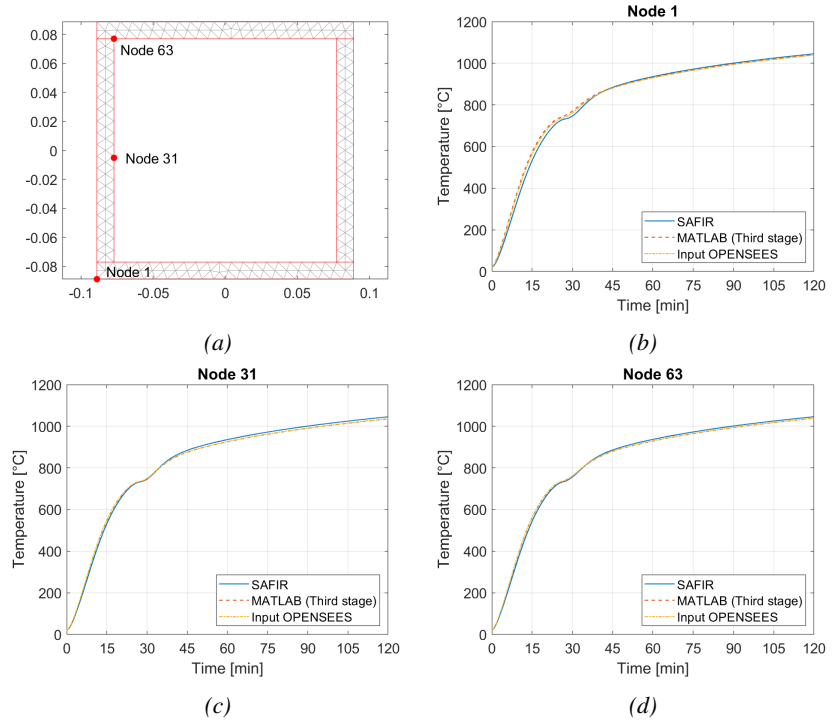 0.08
0.06
0.04
0.02
0
-0.02
-0.04
-0.06
-0.08
-0.1
-0.05
0
0.05
0.1
Node 63
Node 31
Node 1
(a)
Node 1
Temperature [°C]
1200
1000
800
600
400
200
0
0 15 30 45 60 75 90 105 120
Time [min]
SAFIR
MATLAB (Third stage)
Input OPENSEES
(b)
Node 31
Temperature [°C]
1200
1000
800
600
400
200
0
0 15 30 45 60 75 90 105 120
Time [min]
SAFIR
MATLAB (Third stage)
Input OPENSEES
(c)
Node 63
Temperature [°C]
1200
1000
800
600
400
200
0
0 15 30 45 60 75 90 105 120
Time [min]
SAFIR
MATLAB (Third stage)
Input OPENSEES
(d)